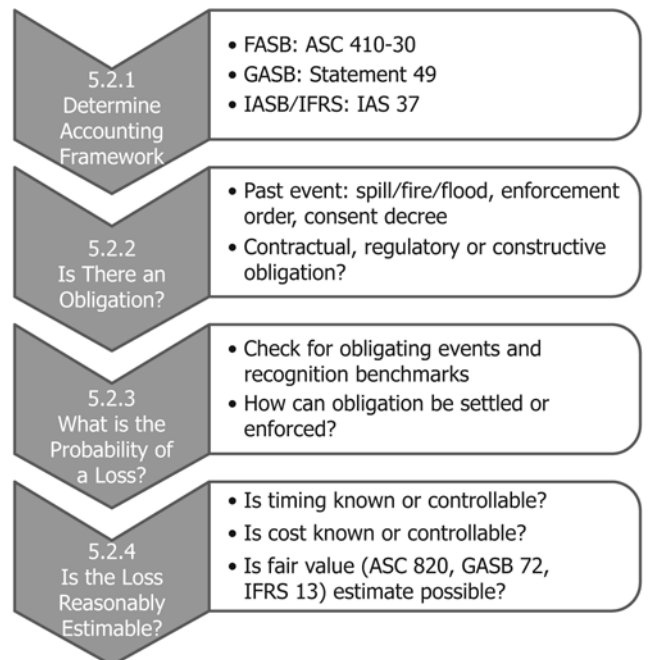 5.2.1
Determine
Accounting
Framework
• FASB: ASC 410-30
• GASB: Statement 49
• IASB/IFRS: IAS 37
5.2.2
Is There an
Obligation?
• Past event: spill/fire/flood, enforcement
order, consent decree
• Contractual, regulatory or constructive
obligation?
5.2.3
What is the
Probability of
a Loss?
• Check for obligating events and
recognition benchmarks
• How can obligation be settled or
enforced?
5.2.4
Is the Loss
Reasonably
Estimable?
• Is timing known or controllable?
• Is cost known or controllable?
• Is fair value (ASC 820, GASB 72,
IFRS 13) estimate possible?